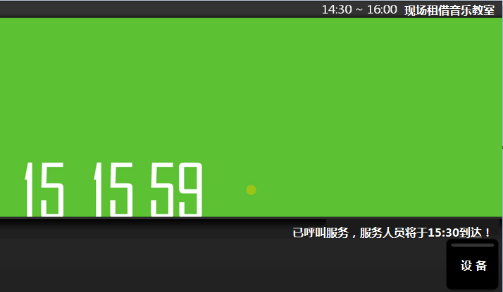 14:30 ~ 16:00 现场租借音乐教室
15 15 59
已呼叫服务，服务人员将于15:30到达！
设备